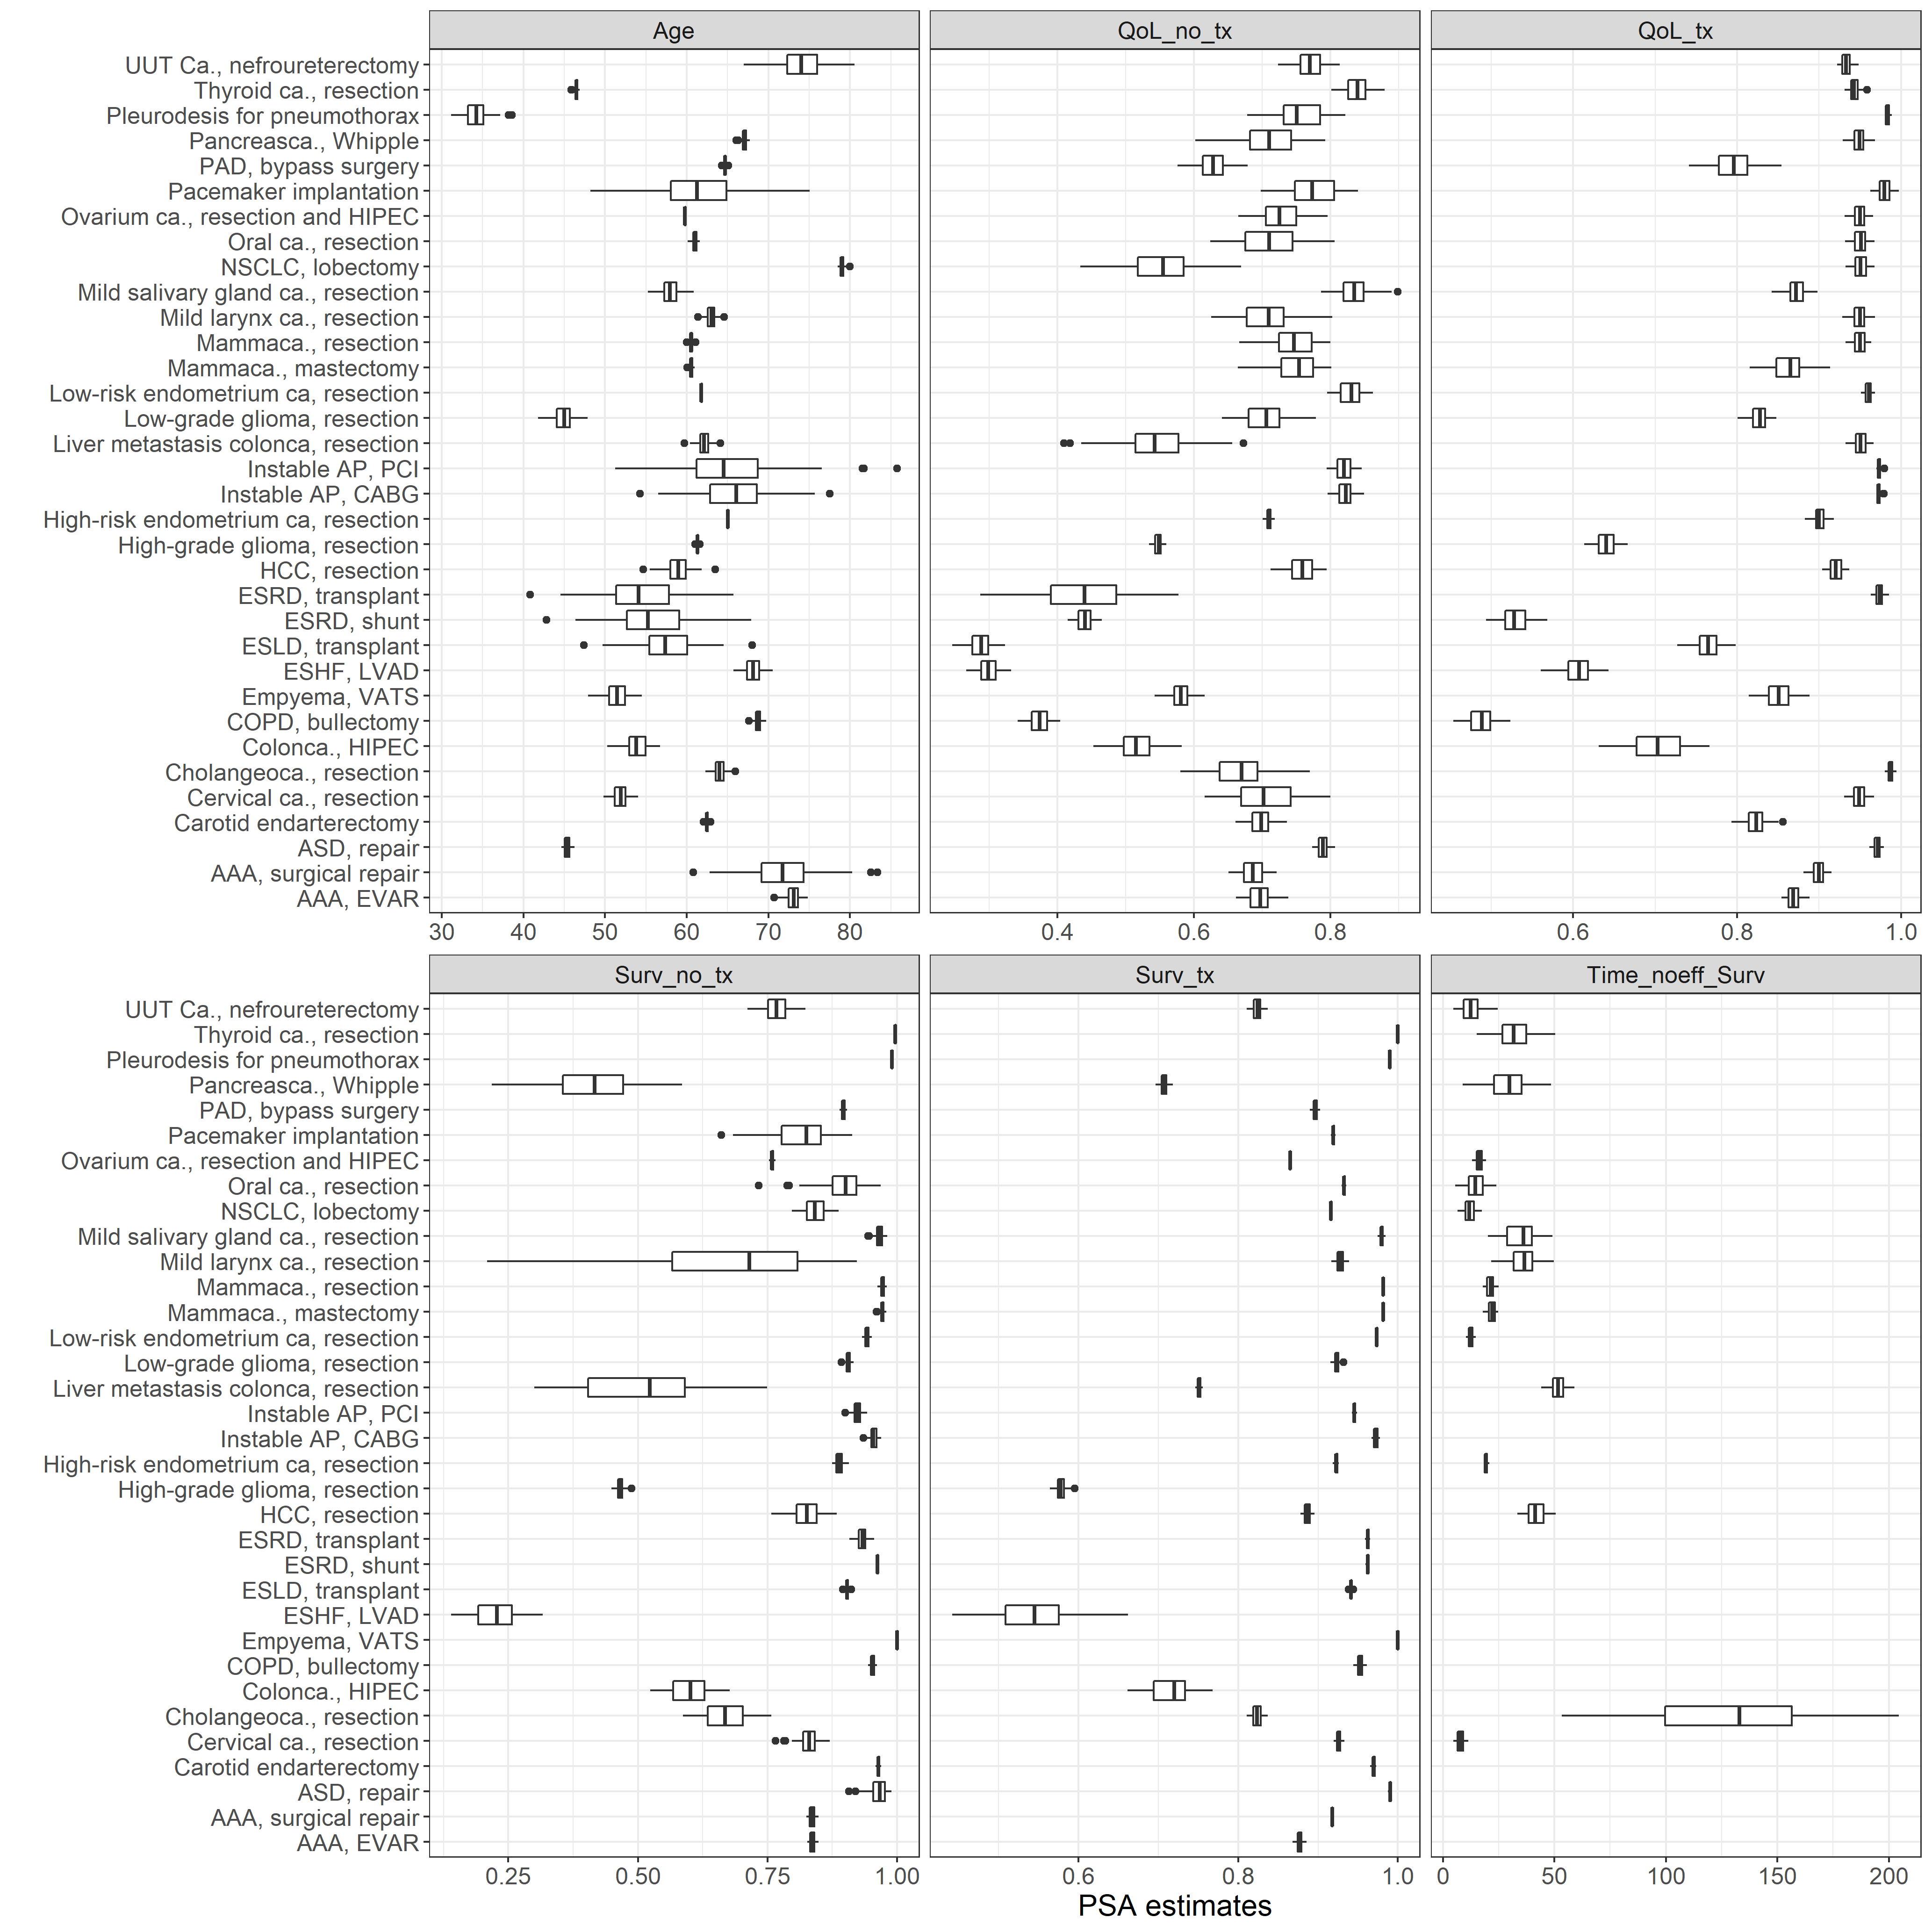 Age QoL_no_tx QoL_tx
UUT Ca., nefroureterectomy
Thyroid ca., resection
Pleurodesis for pneumothorax
Pancreasca., Whipple
PAD, bypass surgery
Pacemaker implantation
Ovarium ca., resection and HIPEC
Oral ca., resection
NSCLC, lobectomy
Mild salivary gland ca., resection
Mild larynx ca., resection
Mammaca., resection
Mammaca., mastectomy
Low-risk endometrium ca, resection
Low-grade glioma, resection
Liver metastasis colonca, resection
Instable AP, PCI
Instable AP, CABG
High-risk endometrium ca, resection
High-grade glioma, resection
HCC, resection
ESRD, transplant
ESRD, shunt
ESLD, transplant
ESHF, LVAD
Empyema, VATS
COPD, bullectomy
Colonca., HIPEC
Cholangeoca., resection
Cervical ca., resection
Carotid endarterectomy
ASD, repair
AAA, surgical repair
AAA, EVAR
30 40 50 60 70 80 0.4 0.6 0.8 0.6 0.8 1.0
Surv_no_tx Surv_tx Time_noeff_Surv
UUT Ca., nefroureterectomy
Thyroid ca., resection
Pleurodesis for pneumothorax
Pancreasca., Whipple
PAD, bypass surgery
Pacemaker implantation
Ovarium ca., resection and HIPEC
Oral ca., resection
NSCLC, lobectomy
Mild salivary gland ca., resection
Mild larynx ca., resection
Mammaca., resection
Mammaca., mastectomy
Low-risk endometrium ca, resection
Low-grade glioma, resection
Liver metastasis colonca, resection
Instable AP, PCI
Instable AP, CABG
High-risk endometrium ca, resection
High-grade glioma, resection
HCC, resection
ESRD, transplant
ESRD, shunt
ESLD, transplant
ESHF, LVAD
Empyema, VATS
COPD, bullectomy
Colonca., HIPEC
Cholangeoca., resection
Cervical ca., resection
Carotid endarterectomy
ASD, repair
AAA, surgical repair
AAA, EVAR
0.25 0.50 0.75 1.00 0.6 0.8 1.0 0 50 100 150 200
PSA estimates